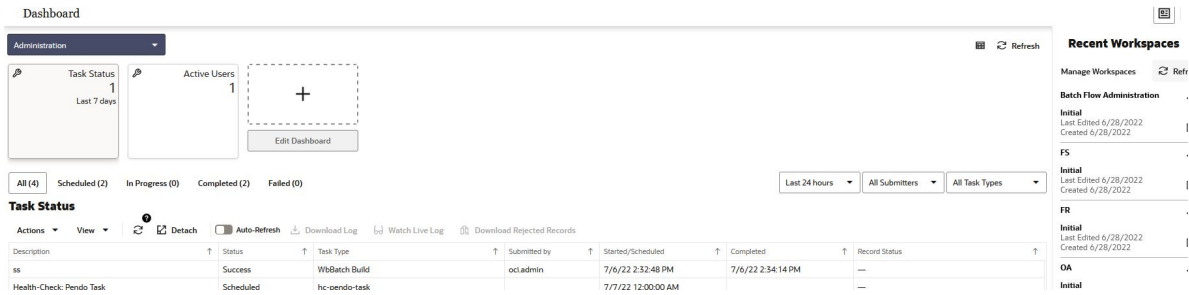 Dashboard
Administration
Refresh
Task Status
1
Last 7 days
Active Users
1
+
Edit Dashboard
All (4) Scheduled (2) In Progress (0) Completed (2) Failed (0)
Last 24 hours All Submitters All Task Types
Task Status
Actions View ? Detach Auto-Refresh Download Log Watch Live Log Download Rejected Records
Description Status Task Type Submitted by Started/Scheduled Completed Record Status
ss Success WbBatch Build oci.admin 7/6/22 2:32:48 PM 7/6/22 2:34:14 PM —
Health-Check: Pendo Task Scheduled hc-pendo-task 7/7/22 12:00:00 AM —
Recent Workspaces
Manage Workspaces Refr
Batch Flow Administration
Initial
Last Edited 6/28/2022
Created 6/28/2022
FS
Initial
Last Edited 6/28/2022
Created 6/28/2022
FR
Initial
Last Edited 6/28/2022
Created 6/28/2022
OA
Initial